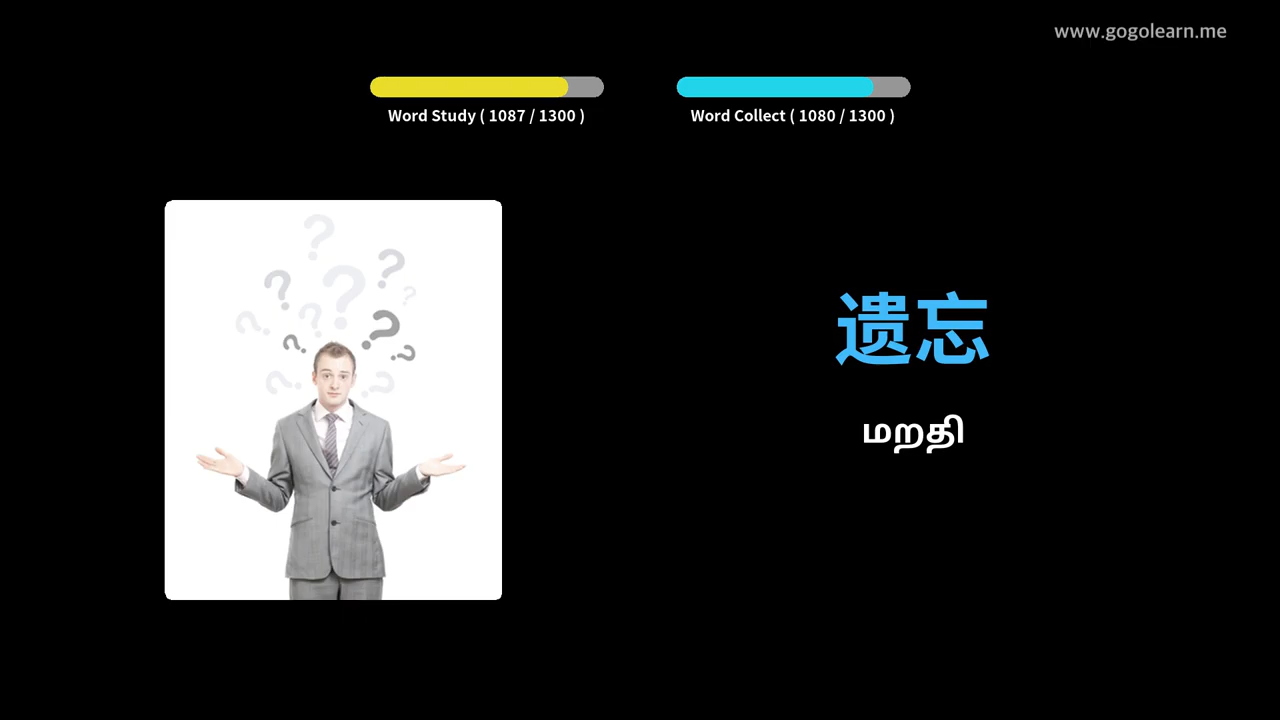 www.gogolearn.me
Word Study ( 1087 / 1300 )
Word Collect ( 1080 / 1300 )
遗忘
மறதி